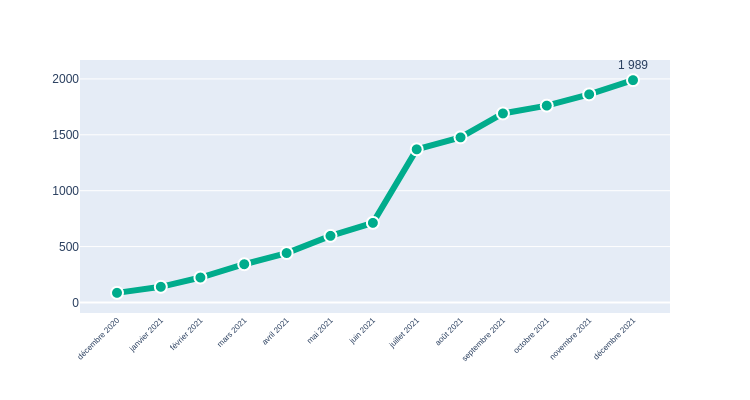 1 989
2000
1500
1000
500
0
décembre 2020
janvier 2021
février 2021
mars 2021
avril 2021
mai 2021
juin 2021
juillet 2021
août 2021
septembre 2021
octobre 2021
novembre 2021
décembre 2021